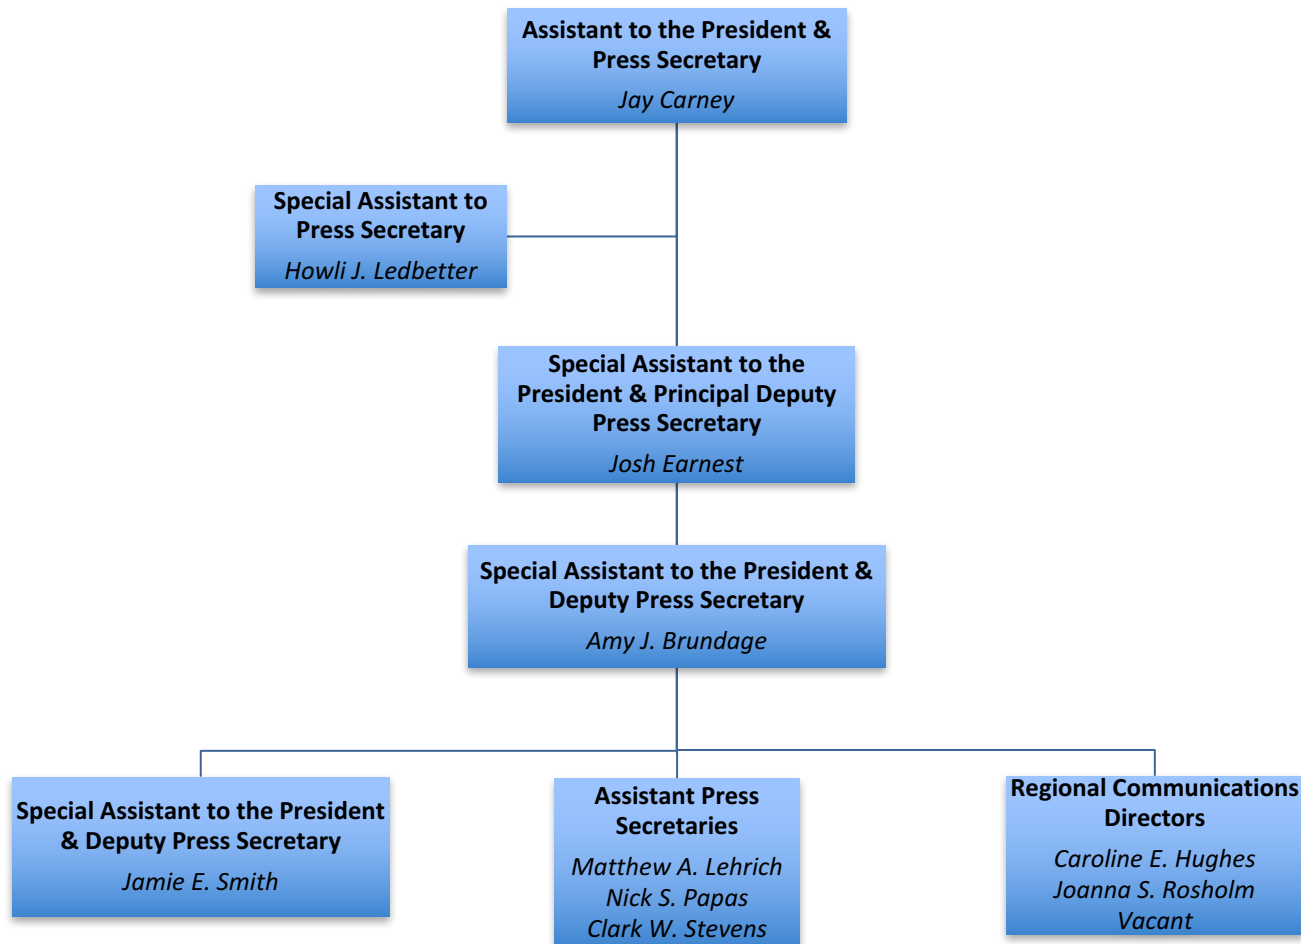 Assistant to the President &
Press Secretary
Jay Carney
Special Assistant to
Press Secretary
Howli J. Ledbetter
Special Assistant to the
President & Principal Deputy
Press Secretary
Josh Earnest
Special Assistant to the President &
Deputy Press Secretary
Amy J. Brundage
Special Assistant to the President
& Deputy Press Secretary
Jamie E. Smith
Assistant Press
Secretaries
Matthew A. Lehrich
Nick S. Papas
Clark W. Stevens
Regional Communications
Directors
Caroline E. Hughes
Joanna S. Rosholm
Vacant